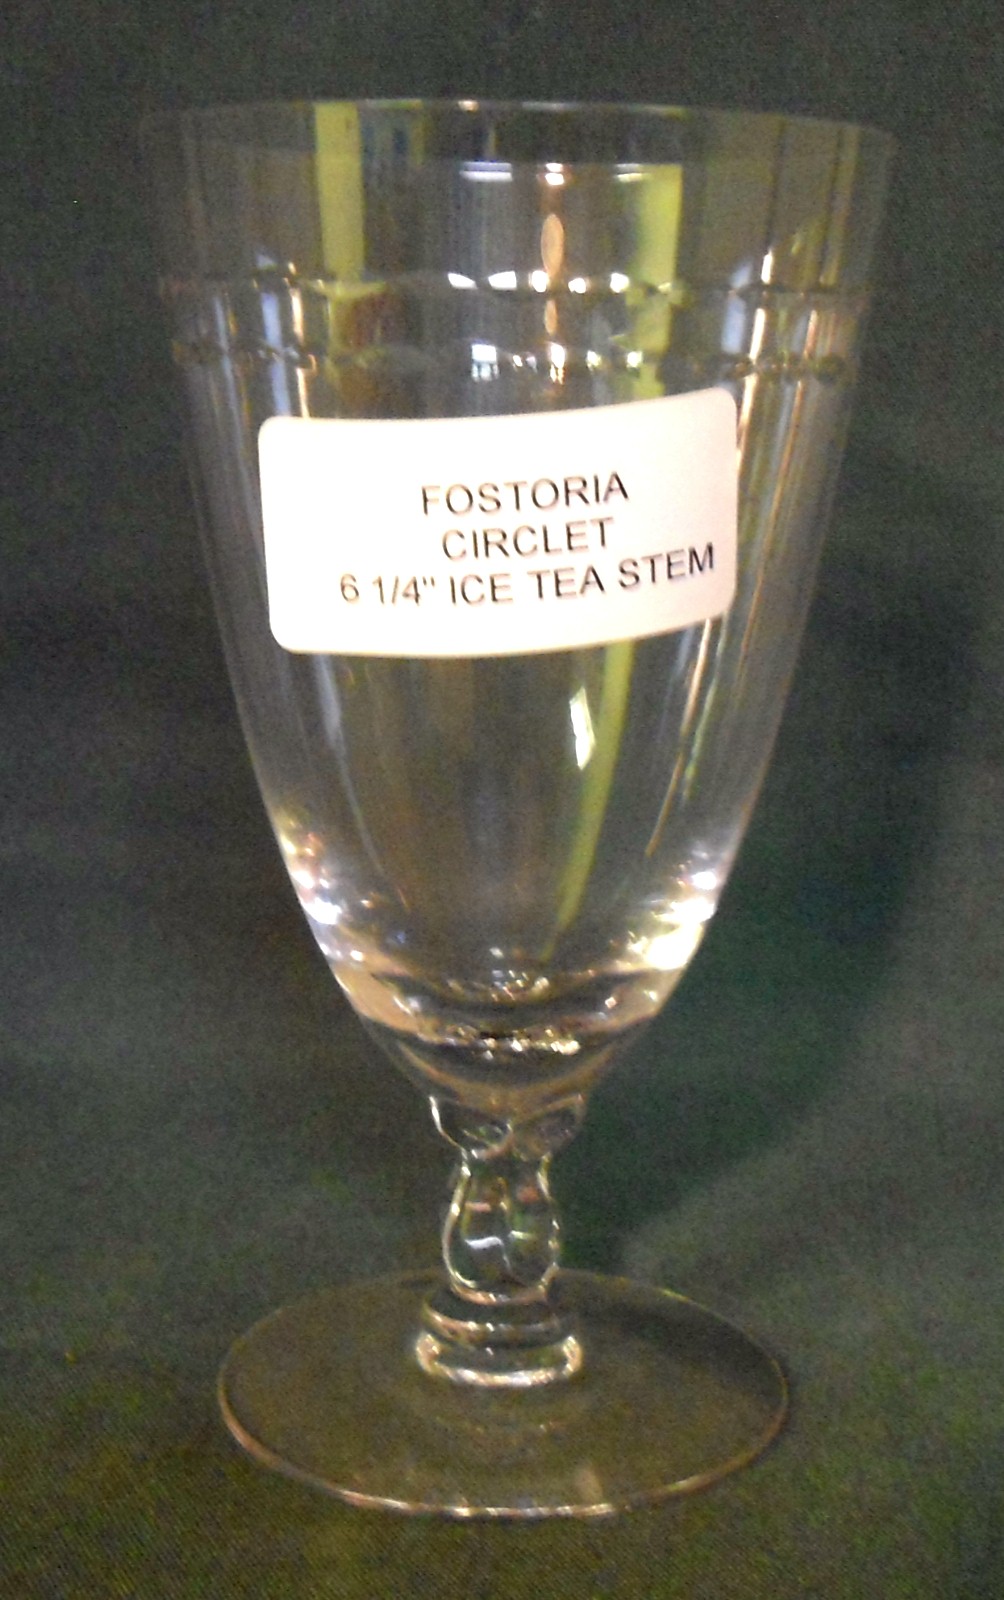 FOSTORIA
CIRCLET
6 1/4" ICE TEA STEM